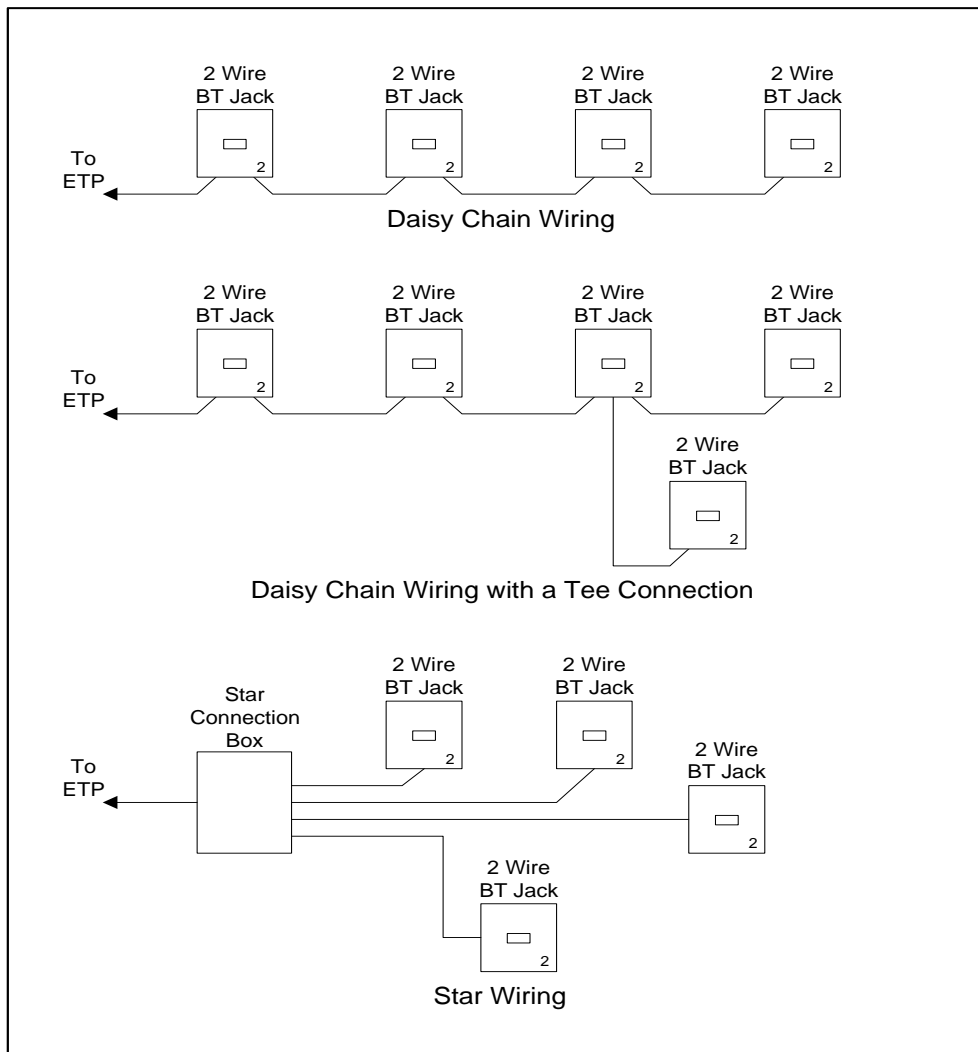 2 Wire
BT Jack
2 Wire
BT Jack
2 Wire
BT Jack
2 Wire
BT Jack
To
ETP
2
2
2
2
Daisy Chain Wiring
2 Wire
BT Jack
2 Wire
BT Jack
2 Wire
BT Jack
2 Wire
BT Jack
To
ETP
2
2
2
2
2 Wire
BT Jack
2
Daisy Chain Wiring with a Tee Connection
2 Wire
BT Jack
2 Wire
BT Jack
Star
Connection
Box
2
2
2 Wire
BT Jack
To
ETP
2
2 Wire
BT Jack
2
Star Wiring